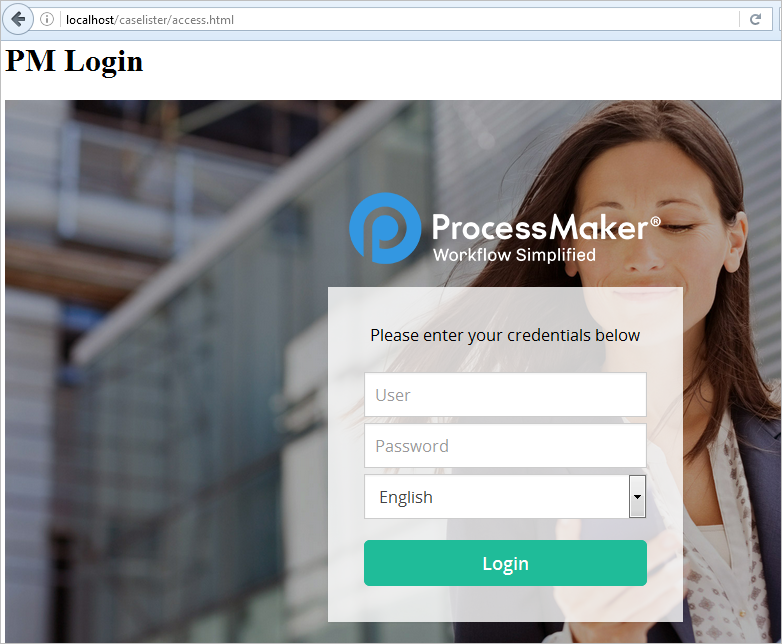 localhost/caselister/access.html
PM Login
ProcessMaker®
Workflow Simplified
Please enter your credentials below
User
Password
English
Login